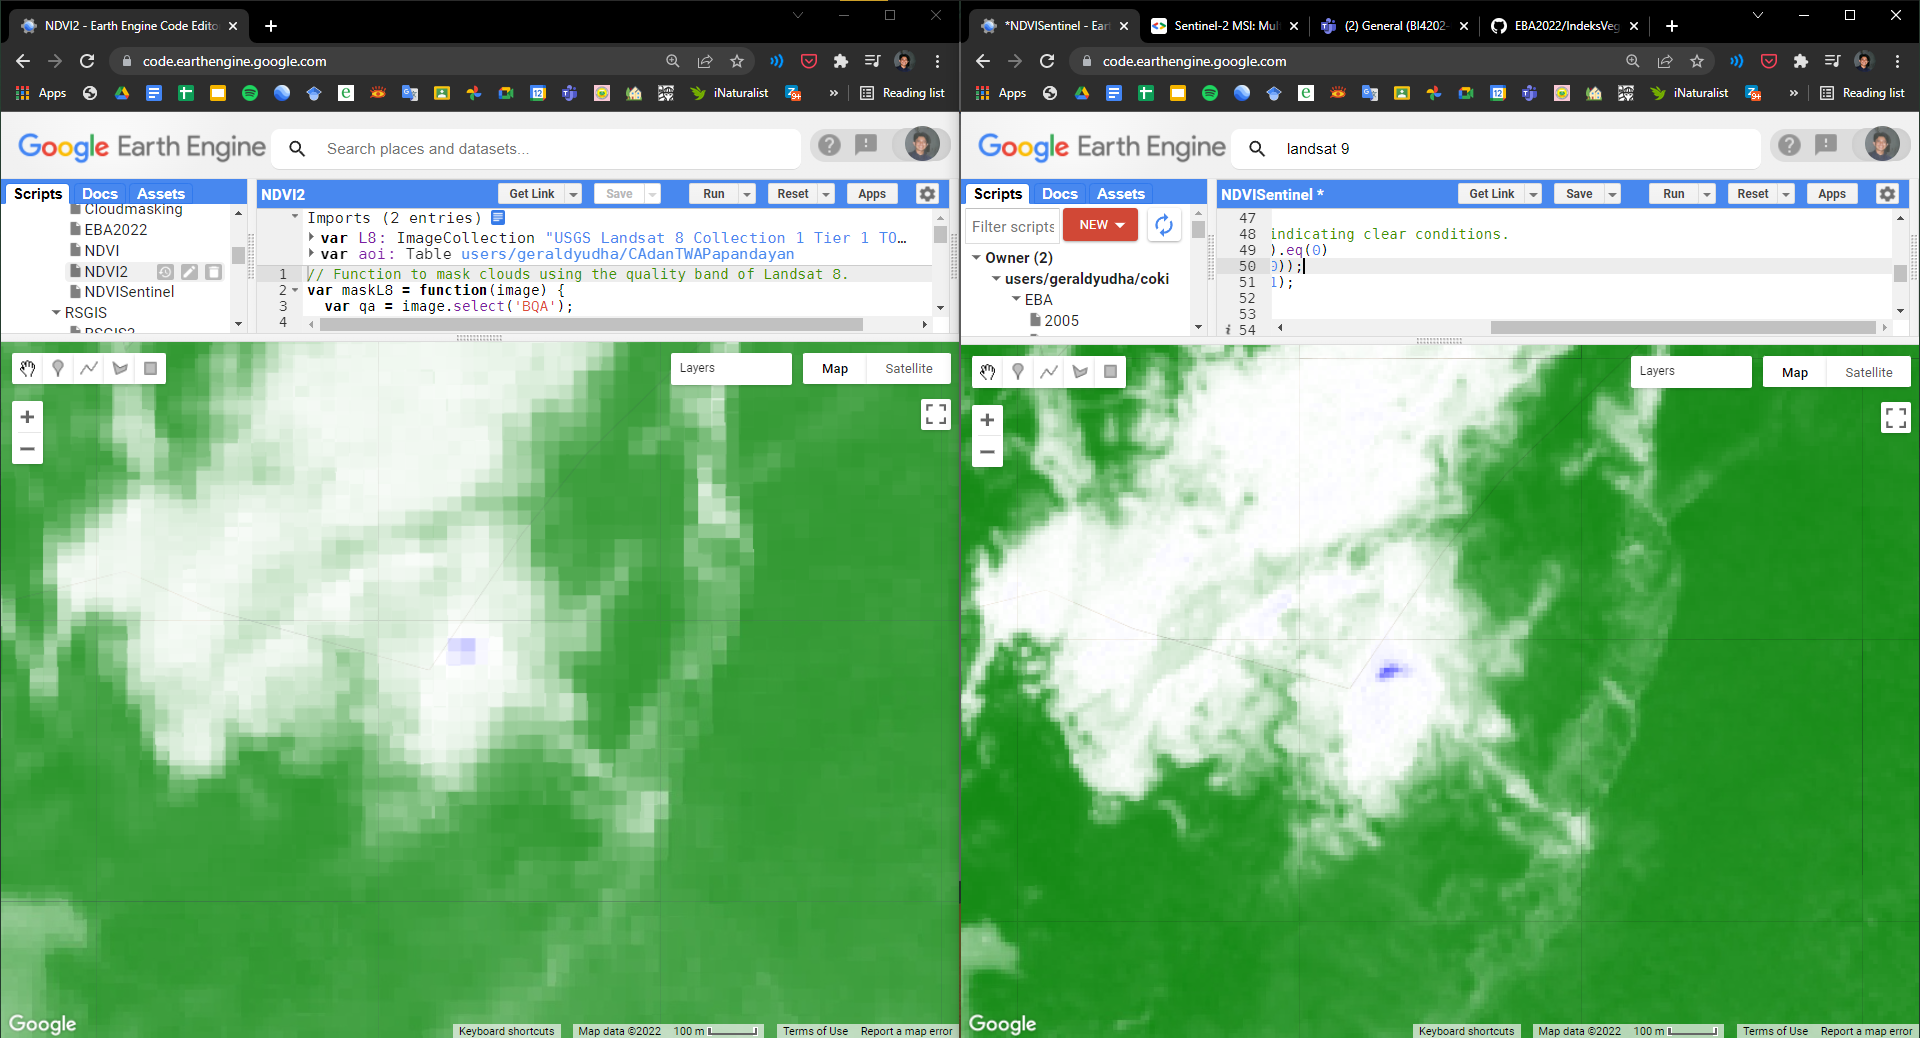 NDVI2 - Earth Engine Code Edito
code.earthengine.google.com
Apps
iNaturalist
»
Reading list
Google Earth Engine
Search places and datasets...
Scripts
Docs
Assets
NDVI2
Get Link
Save
Run
Reset
Apps
Cloudmasking
EBA2022
NDVI
NDVI2
NDVISentinel
RSGIS
RSGIS2
Imports (2 entries)
var L8: ImageCollection "USGS Landsat 8 Collection 1 Tier 1 TO…
var aoi: Table users/geraldyudha/CAdanTWAPapandayan
1 // Function to mask clouds using the quality band of Landsat 8.
2 var maskL8 = function(image) {
3 var qa = image.select('BQA');
4
Layers
Map
Satellite
+
−
Google
Keyboard shortcuts
Map data ©2022
100 m
Terms of Use
Report a map error
*NDVISentinel - Eart
Sentinel-2 MSI: Mul
(2) General (BI4202-
EBA2022/IndeksVeg
code.earthengine.google.com
Apps
iNaturalist
»
Reading list
Google Earth Engine
landsat 9
Scripts
Docs
Assets
NDVISentinel *
Get Link
Save
Run
Reset
Apps
Filter scripts
NEW
Owner (2)
users/geraldyudha/coki
EBA
2005
47
48 indicating clear conditions.
49 ).eq(0)
50 0));
51 1);
52
53
i 54
Layers
Map
Satellite
+
−
Google
Keyboard shortcuts
Map data ©2022
100 m
Terms of Use
Report a map error